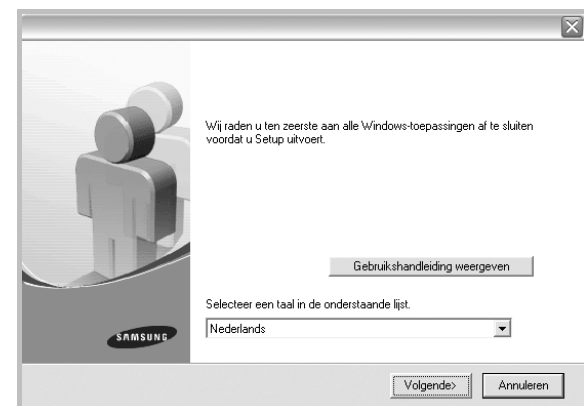 Wij raden u ten zeerste aan alle Windows-toepassingen af te sluiten
voordat u Setup uitvoert.
Gebruikshandleiding weergeven
Selecteer een taal in de onderstaande lijst.
SAMSUNG
Nederlands
Volgende>
Annuleren